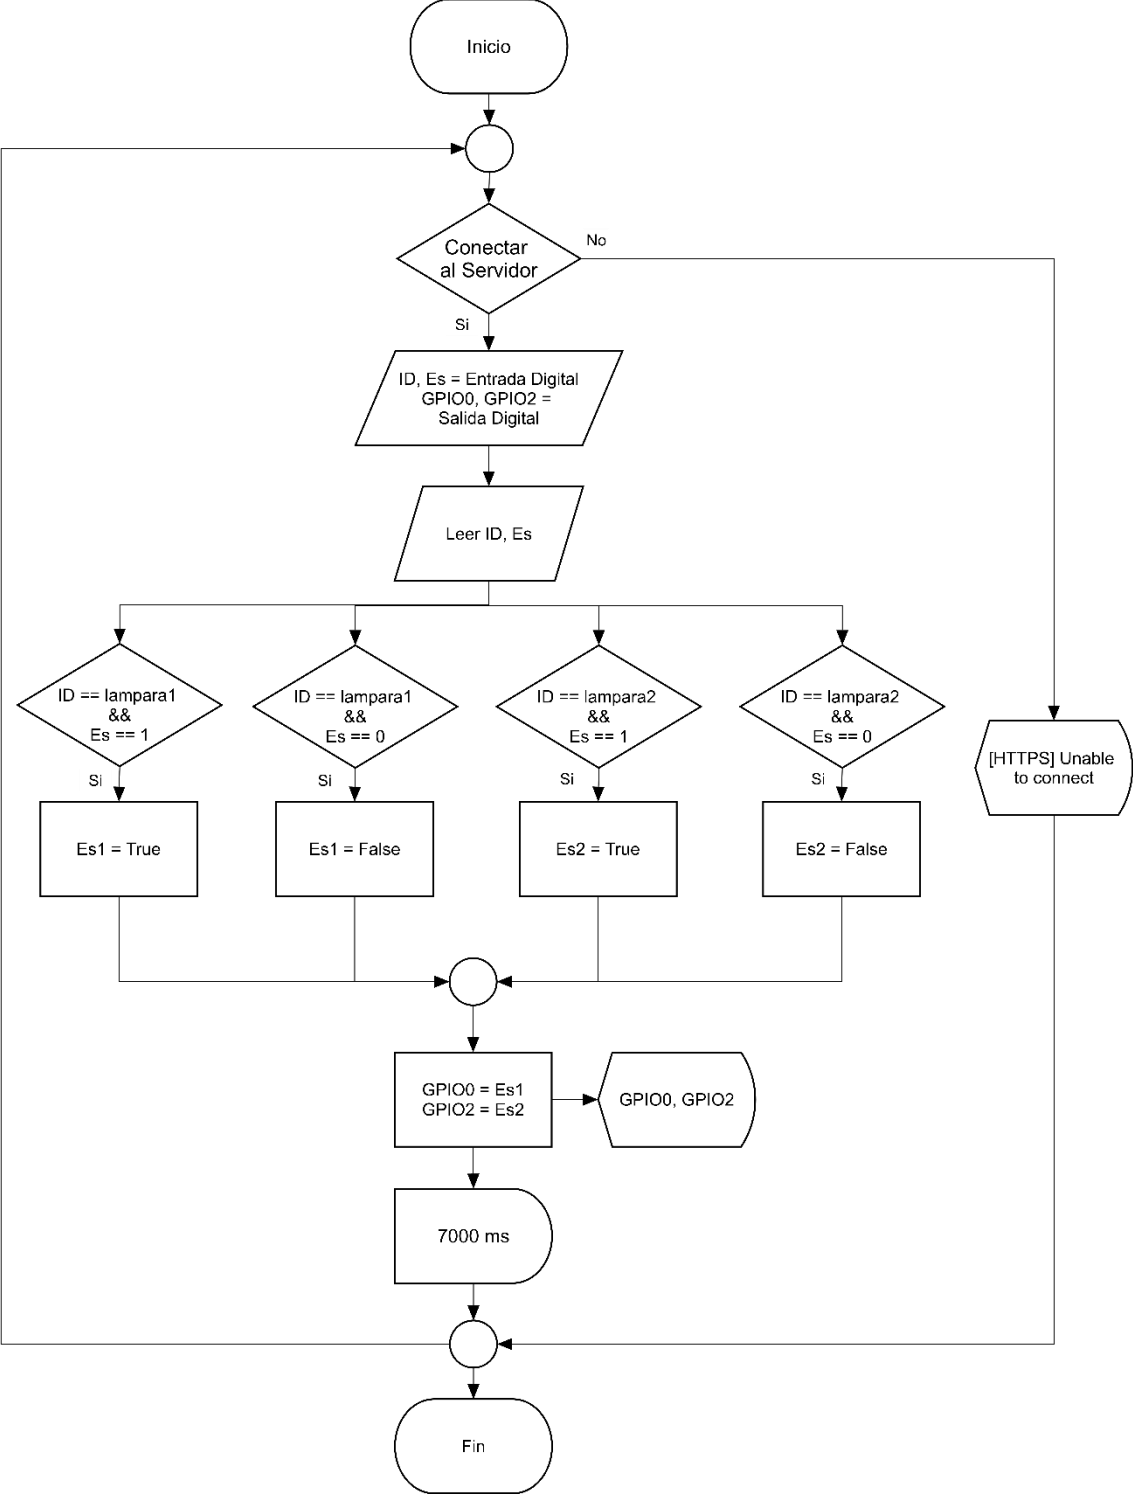 Inicio
Conectar
al Servidor
No
Si
ID, Es = Entrada Digital
GPIO0, GPIO2 =
Salida Digital
Leer ID, Es
ID == lampara1
&&
Es == 1
ID == lampara1
&&
Es == 0
ID == lampara2
&&
Es == 1
ID == lampara2
&&
Es == 0
[HTTPS] Unable
to connect
Si
Si
Si
Si
Es1 = True
Es1 = False
Es2 = True
Es2 = False
GPIO0 = Es1
GPIO2 = Es2
GPIO0, GPIO2
7000 ms
Fin